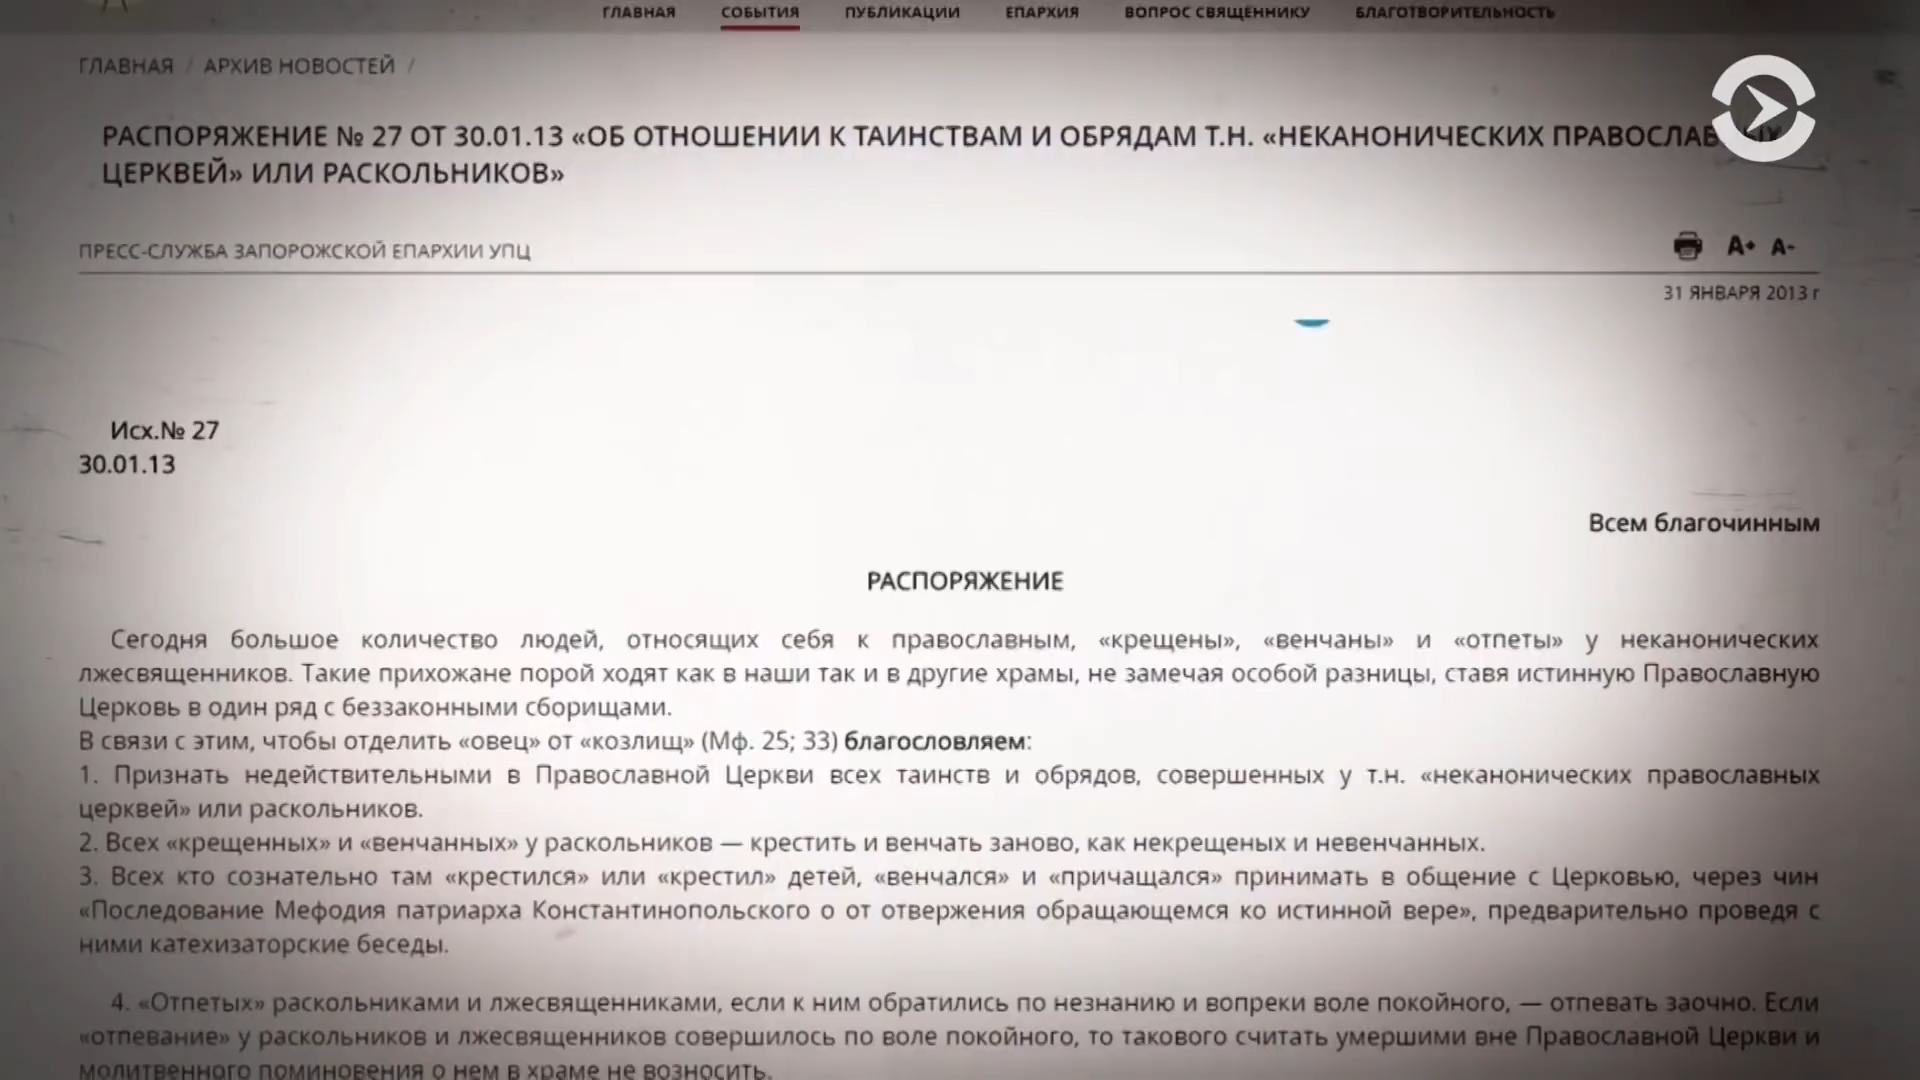 ГЛАВНАЯ СОБЫТИЯ ПУБЛИКАЦИИ ЕПАРХИЯ ВОПРОС СВЯЩЕННИКУ БЛАГОТВОРИТЕЛЬНОСТЬ
ГЛАВНАЯ / АРХИВ НОВОСТЕЙ /
РАСПОРЯЖЕНИЕ № 27 ОТ 30.01.13 «ОБ ОТНОШЕНИИ К ТАИНСТВАМ И ОБРЯДАМ Т.Н. «НЕКАНОНИЧЕСКИХ ПРАВОСЛАВНЫХ
ЦЕРКВЕЙ» ИЛИ РАСКОЛЬНИКОВ»
ПРЕСС-СЛУЖБА ЗАПОРОЖСКОЙ ЕПАРХИИ УПЦ
A+ A-
31 ЯНВАРЯ 2013 г
Исх.№ 27
30.01.13
Всем благочинным
РАСПОРЯЖЕНИЕ
Сегодня большое количество людей, относящих себя к православным, «крещены», «венчаны» и «отпеты» у неканонических
лжесвященников. Такие прихожане порой ходят как в наши так и в другие храмы, не замечая особой разницы, ставя истинную Православную
Церковь в один ряд с беззаконными сборищами.
В связи с этим, чтобы отделить «овец» от «козлищ» (Мф. 25; 33) благословляем:
1. Признать недействительными в Православной Церкви всех таинств и обрядов, совершенных у т.н. «неканонических православных
церквей» или раскольников.
2. Всех «крещенных» и «венчанных» у раскольников — крестить и венчать заново, как некрещеных и невенчанных.
3. Всех кто сознательно там «крестился» или «крестил» детей, «венчался» и «причащался» принимать в общение с Церковью, через чин
«Последование Мефодия патриарха Константинопольского о от отвержения обращающемся ко истинной вере», предварительно проведя с
ними катехизаторские беседы.
4. «Отпетых» раскольниками и лжесвященниками, если к ним обратились по незнанию и вопреки воле покойного, — отпевать заочно. Если
«отпевание» у раскольников и лжесвященников совершилось по воле покойного, то такового считать умершими вне Православной Церкви и
молитвенного поминовения о нем в храме не возносить.